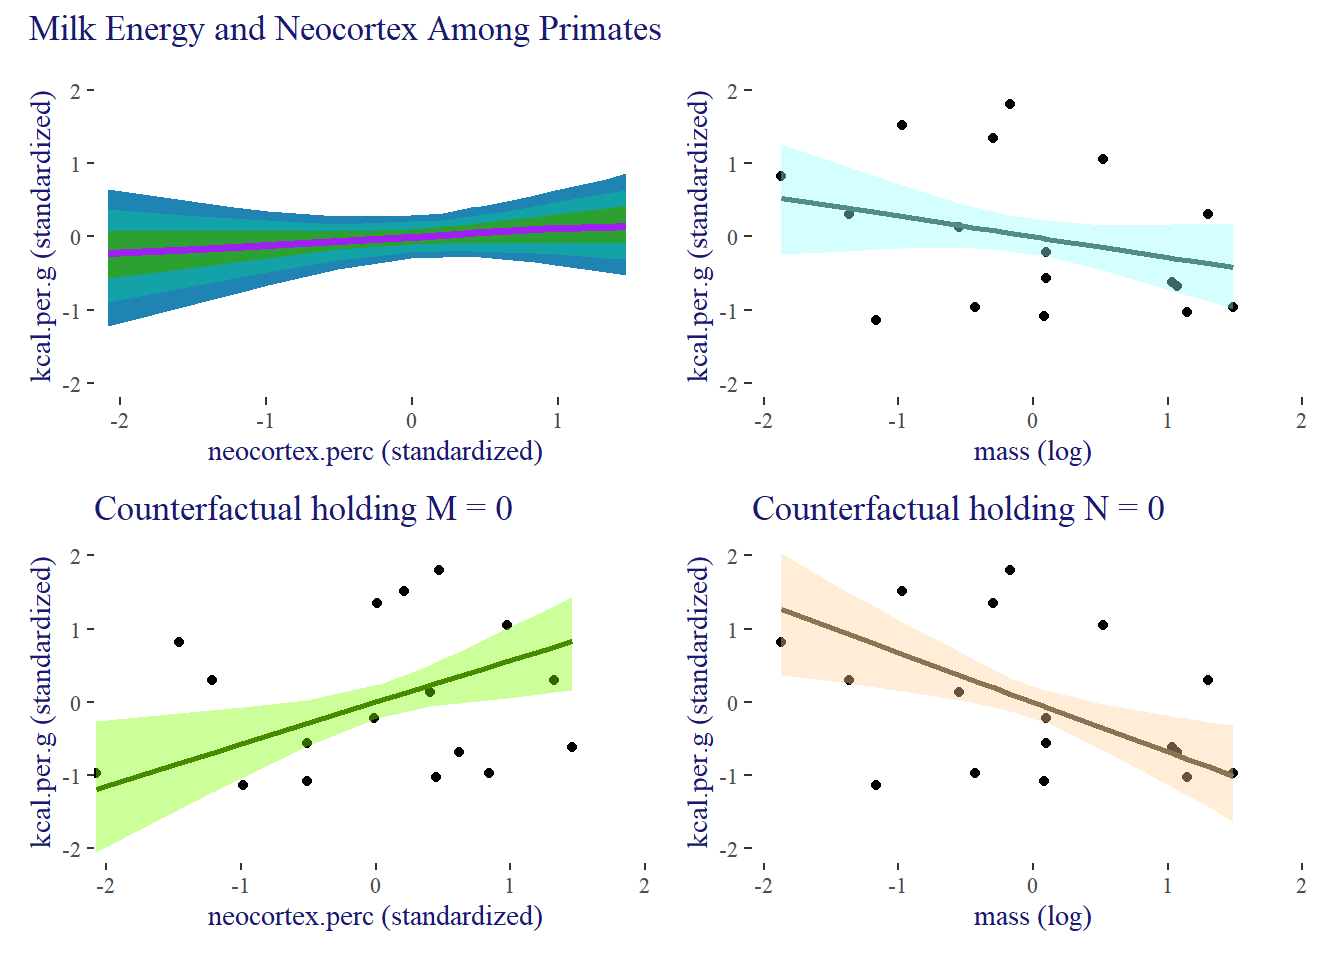 Milk Energy and Neocortex Among Primates
kcal.per.g (standardized)
2
1
0
-1
-2
-2 -1 0 1
neocortex.perc (standardized)
kcal.per.g (standardized)
2
1
0
-1
-2
-2 -1 0 1 2
mass (log)
Counterfactual holding M = 0
kcal.per.g (standardized)
2
1
0
-1
-2
-2 -1 0 1 2
neocortex.perc (standardized)
Counterfactual holding N = 0
kcal.per.g (standardized)
2
1
0
-1
-2
-2 -1 0 1 2
mass (log)